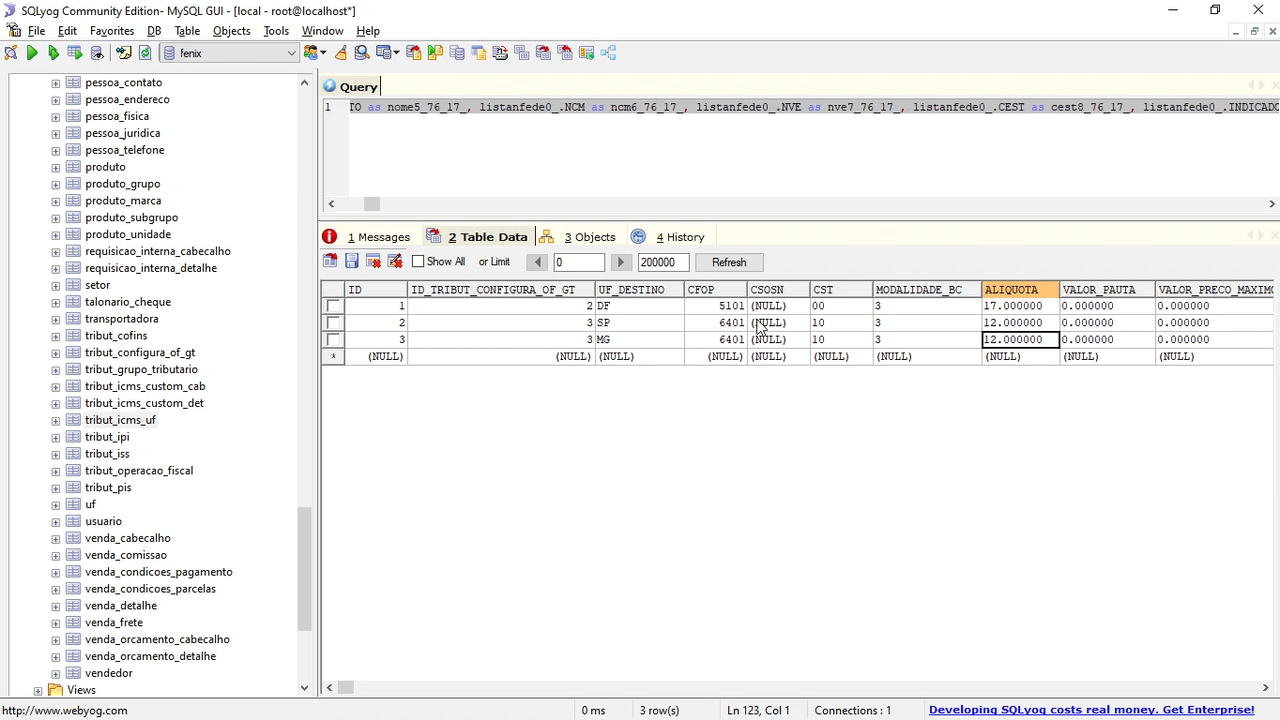 SQLyog Community Edition- MySQL GUI - [local - root@localhost*]
File Edit Favorites DB Table Objects Tools Window Help
fenix
pessoa_contato
pessoa_endereco
pessoa_fisica
pessoa_juridica
pessoa_telefone
produto
produto_grupo
produto_marca
produto_subgrupo
produto_unidade
requisicao_interna_cabecalho
requisicao_interna_detalhe
setor
talonario_cheque
transportadora
tribut_cofins
tribut_configura_of_gt
tribut_grupo_tributario
tribut_icms_custom_cab
tribut_icms_custom_det
tribut_icms_uf
tribut_ipi
tribut_iss
tribut_operacao_fiscal
tribut_pis
uf
usuario
venda_cabecalho
venda_comissao
venda_condicoes_pagamento
venda_condicoes_parcelas
venda_detalhe
venda_frete
venda_orcamento_cabecalho
venda_orcamento_detalhe
vendedor
Views
Query
1 TO as nome5_76_17_, listanfede0_.NCM as ncm6_76_17_, listanfede0_.NVE as nve7_76_17_, listanfede0_.CEST as cest8_76_17_, listanfede0_.INDICADO
1 Messages 2 Table Data 3 Objects 4 History
Show All or Limit 0 200000 Refresh
ID ID_TRIBUT_CONFIGURA_OF_GT UF_DESTINO CFOP CSOSN CST MODALIDADE_BC ALIQUOTA VALOR_PAUTA VALOR_PRECO_MAXIMO
1 2 DF 5101 (NULL) 00 3 17.000000 0.000000 0.000000
2 3 SP 6401 (NULL) 10 3 12.000000 0.000000 0.000000
3 3 MG 6401 (NULL) 10 3 12.000000 0.000000 0.000000
* (NULL) (NULL) (NULL) (NULL) (NULL) (NULL) (NULL) (NULL) (NULL) (NULL)
http://www.webyog.com 0 ms 3 row(s) Ln 123, Col 1 Connections : 1 Developing SQLyog costs real money. Get Enterprise!